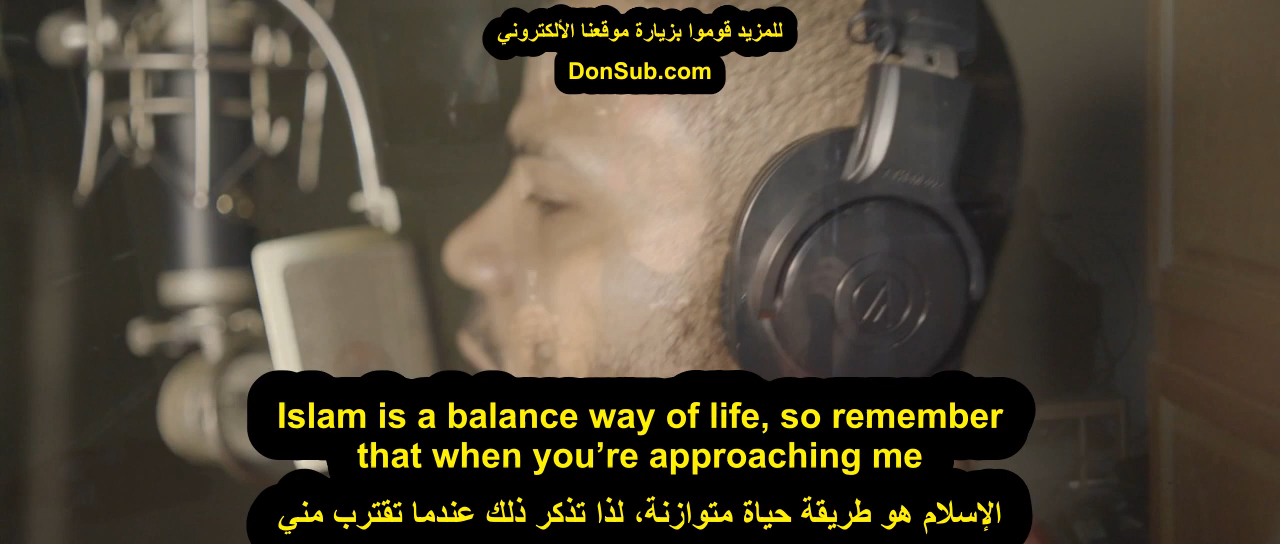 للمزيد قوموا بزيارة موقعنا الألكتروني
DonSub.com
Islam is a balance way of life, so remember
that when you’re approaching me
الإسلام هو طريقة حياة متوازنة، لذا تذكر ذلك عندما تقترب مني